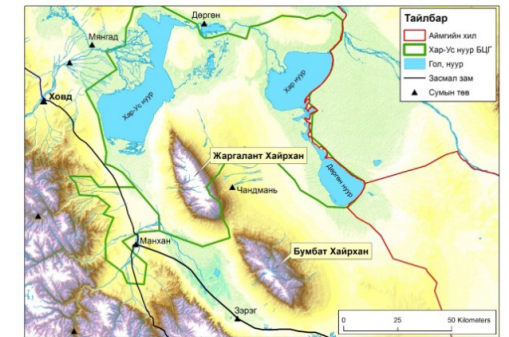 Дөргөн
Мянгад
Ховд
Хар-Ус нуур
Хар нуур
Дөргөн нуур
Жаргалант Хайрхан
Чандмань
Манхан
Бумбат Хайрхан
Зэрэг
Тайлбар
Аймгийн хил
Хар-Ус нуур БЦГ
Гол, нуур
Засмал зам
Сумын төв
0 25 50 Kilometers